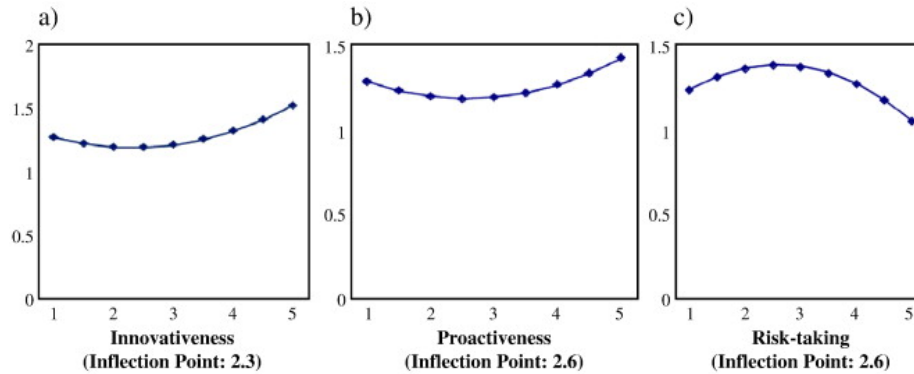 a)
2
1.5
1
0.5
0
1 2 3 4 5
Innovativeness
(Inflection Point: 2.3)
b)
1.5
1
0.5
0
1 2 3 4 5
Proactiveness
(Inflection Point: 2.6)
c)
1.5
1
0.5
0
1 2 3 4 5
Risk-taking
(Inflection Point: 2.6)